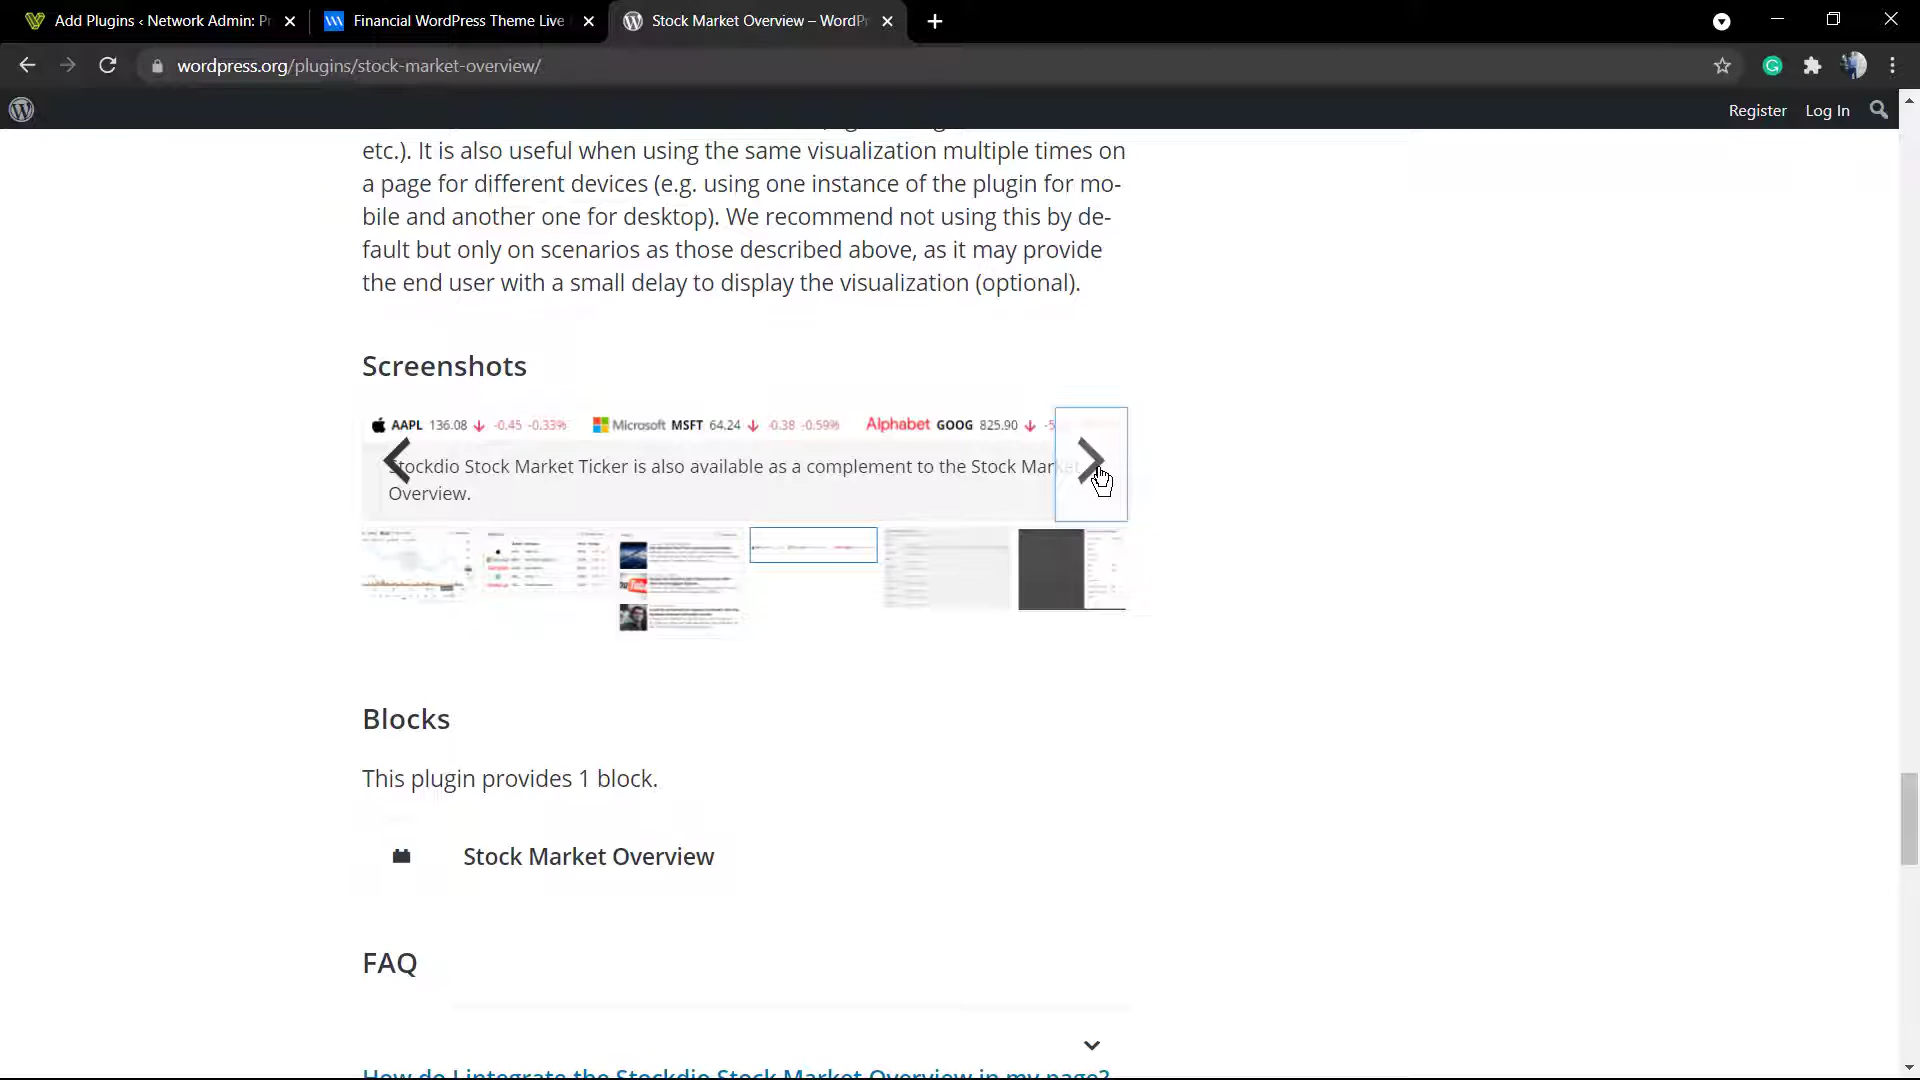 Add Plugins ‹ Network Admin: P
Financial WordPress Theme Live
Stock Market Overview – WordP
wordpress.org/plugins/stock-market-overview/
Register
Log In
etc.). It is also useful when using the same visualization multiple times on
a page for different devices (e.g. using one instance of the plugin for mo-
bile and another one for desktop). We recommend not using this by de-
fault but only on scenarios as those described above, as it may provide
the end user with a small delay to display the visualization (optional).
Screenshots
AAPL 136.08 -0.45 -0.33% Microsoft MSFT 64.24 -0.38 -0.59% Alphabet GOOG 825.90 -5
Stockdio Stock Market Ticker is also available as a complement to the Stock Market
Overview.
Blocks
This plugin provides 1 block.
Stock Market Overview
FAQ
How do I integrate the Stockdio Stock Market Overview in my page?